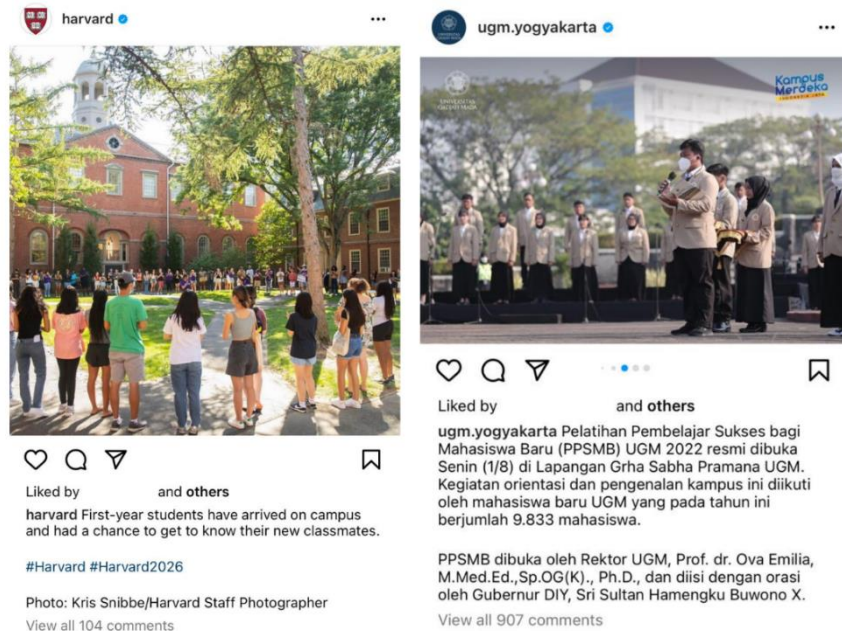 harvard
First-year students have arrived on campus
and had a chance to get to know their new classmates.
#Harvard #Harvard2026
Photo: Kris Snibbe/Harvard Staff Photographer
View all 104 comments
Liked by and others
harvard
ugm.yogyakarta
UNIVERSITAS
GADJAH MADA
Kampus
Merdeka
INDONESIA JAYA
Liked by and others
ugm.yogyakarta Pelatihan Pembelajar Sukses bagi
Mahasiswa Baru (PPSMB) UGM 2022 resmi dibuka
Senin (1/8) di Lapangan Grha Sabha Pramana UGM.
Kegiatan orientasi dan pengenalan kampus ini diikuti
oleh mahasiswa baru UGM yang pada tahun ini
berjumlah 9.833 mahasiswa.
PPSMB dibuka oleh Rektor UGM, Prof. dr. Ova Emilia,
M.Med.Ed.,Sp.OG(K)., Ph.D., dan diisi dengan orasi
oleh Gubernur DIY, Sri Sultan Hamengku Buwono X.
View all 907 comments